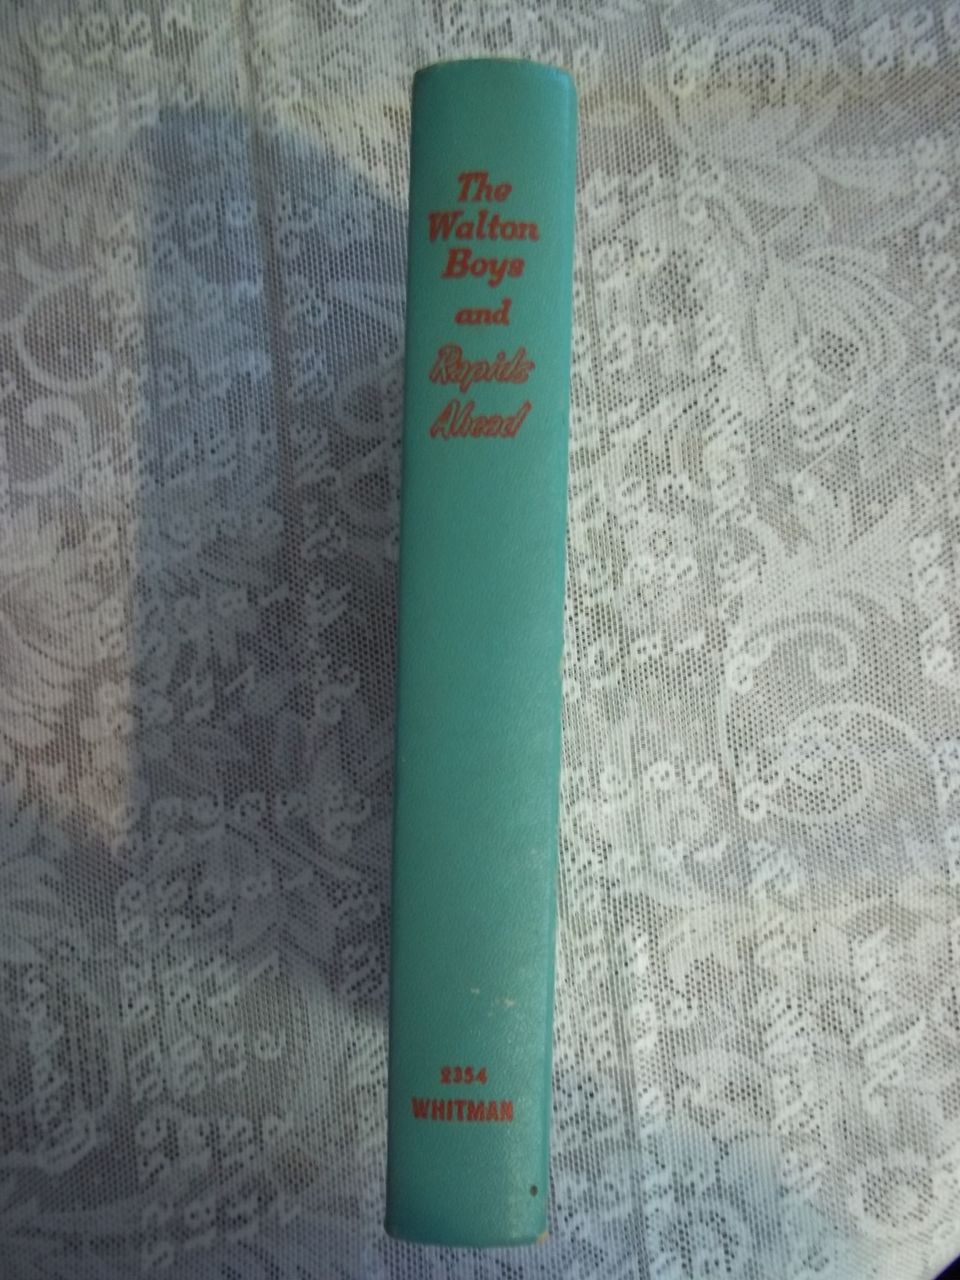 The
Walton
Boys
and
Rapids
Ahead
2354
WHITMAN